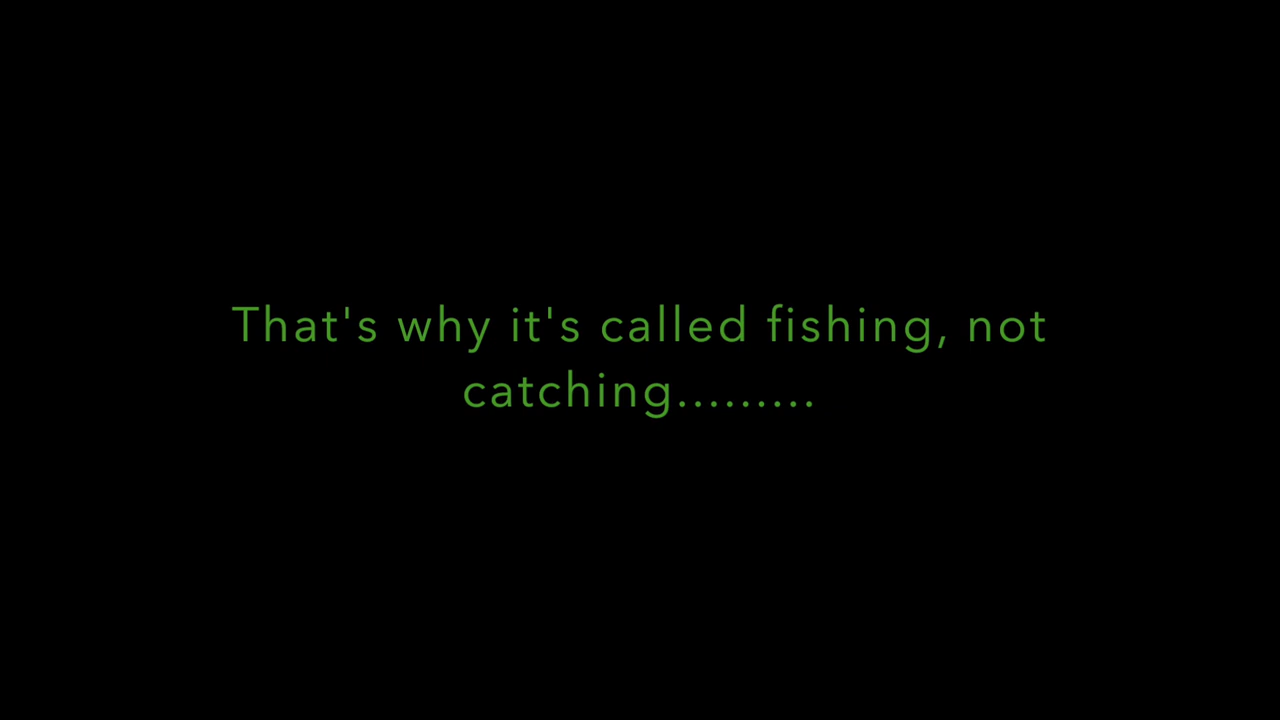 That's why it's called fishing, not
catching.........